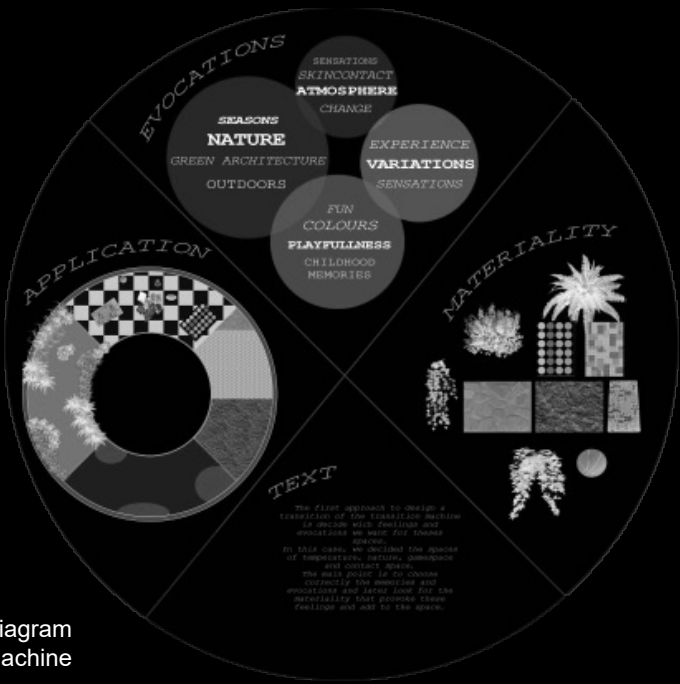 EVOCATIONS
SENSATIONS
SKINCONTACT
ATMOSPHERE
CHANGE
SEASONS
NATURE
GREEN ARCHITECTURE
OUTDOORS
EXPERIENCE
VARIATIONS
SENSATIONS
FUN
COLOURS
PLAYFULLNESS
CHILDHOOD
MEMORIES
APPLICATION
MATERIALITY
TEXT
The first approach to design a
transition of the transition machine
is decide wich feelings and
evocations we want for theses
spaces.
In this case, we decided the spaces
of temperature, nature, gamespace
and contact space.
The main point is to choose
correctly the memories and
evocations and later look for the
materiality that provoke these
feelings and add to the space.
iagram
achine